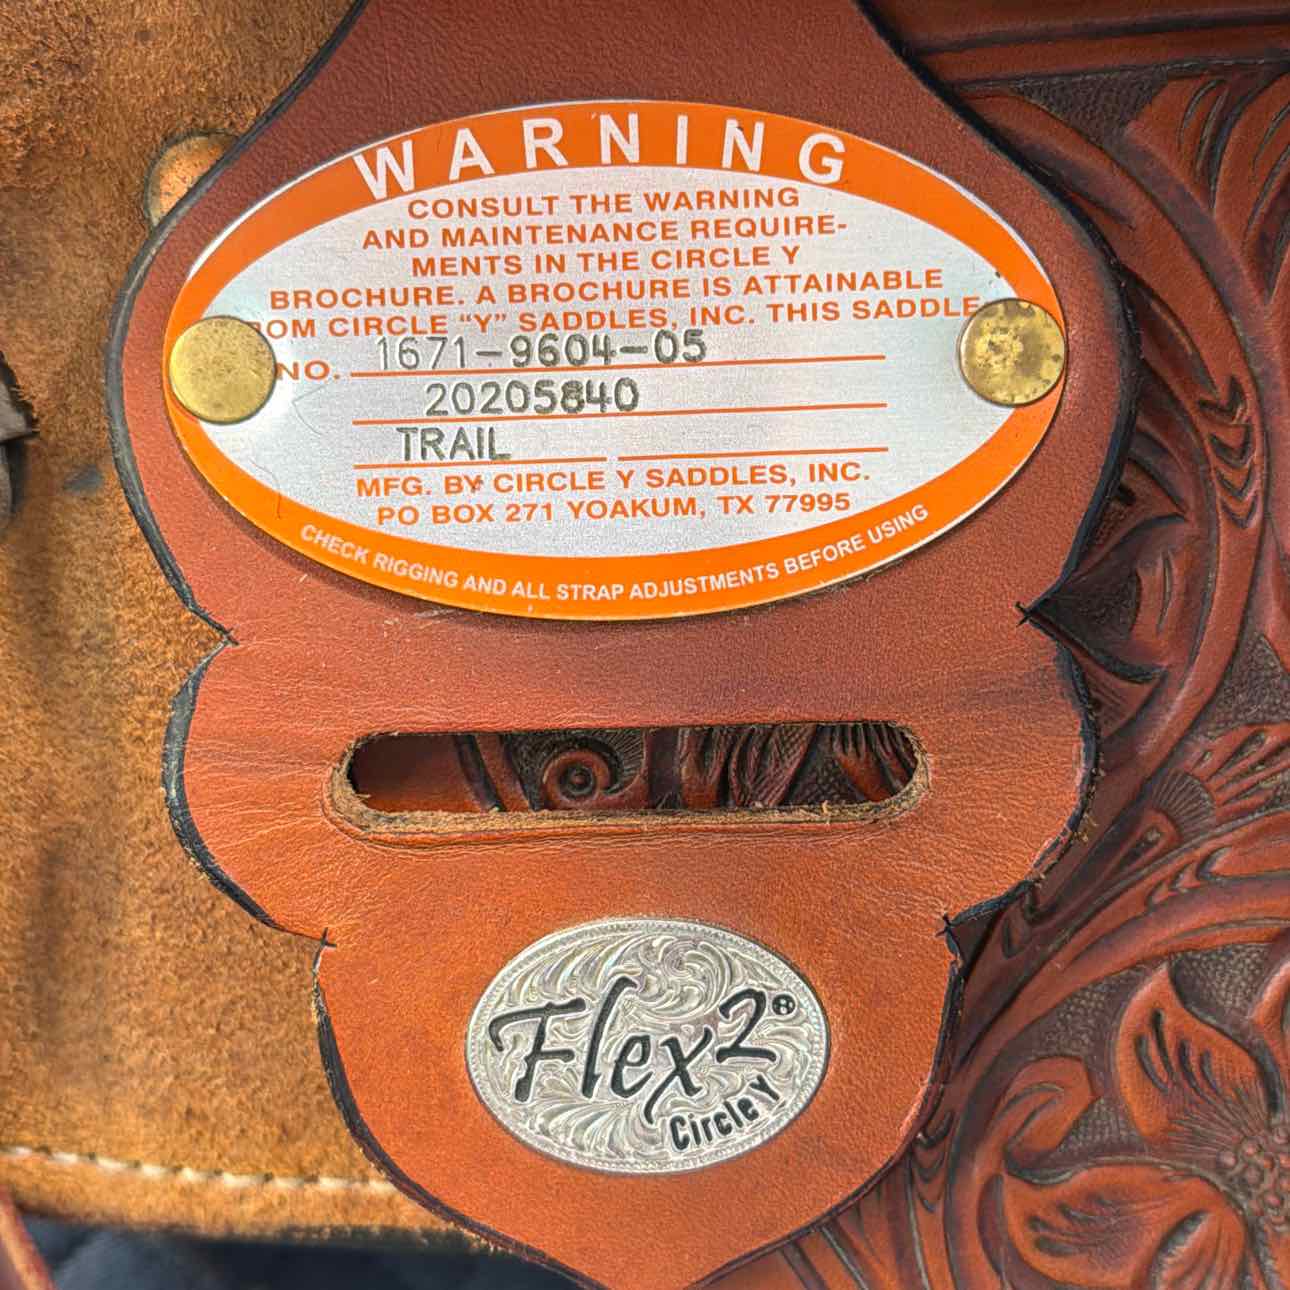 WARNING
CONSULT THE WARNING
AND MAINTENANCE REQUIRE-
MENTS IN THE CIRCLE Y
BROCHURE. A BROCHURE IS ATTAINABLE
OM CIRCLE “Y” SADDLES, INC. THIS SADDLE
NO. 1671-9604-05
20205840
TRAIL
MFG. BY CIRCLE Y SADDLES, INC.
PO BOX 271 YOAKUM, TX 77995
CHECK RIGGING AND ALL STRAP ADJUSTMENTS BEFORE USING
Flex2®
Circle Y